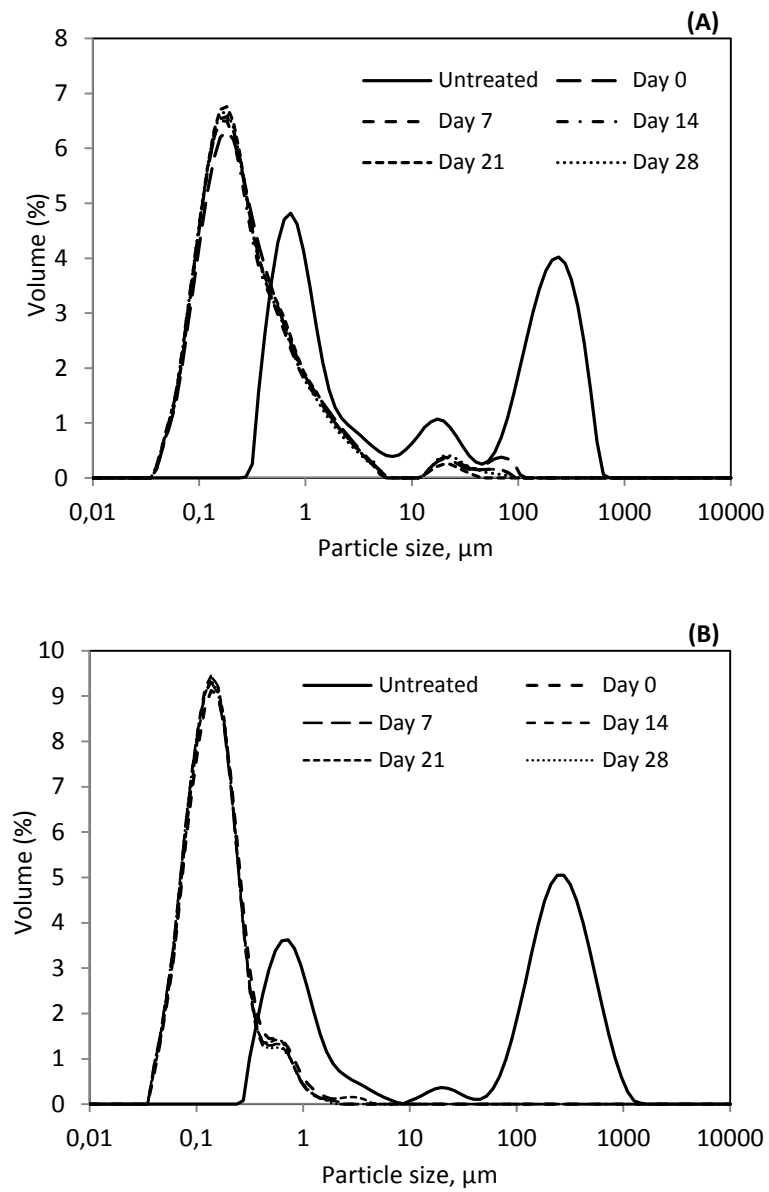 (A)
8
7
6
5
4
3
2
1
0
Volume (%)
Untreated
Day 0
Day 7
Day 14
Day 21
Day 28
0,01 0,1 1 10 100 1000 10000
Particle size, µm
(B)
10
9
8
7
6
5
4
3
2
1
0
Volume (%)
Untreated
Day 0
Day 7
Day 14
Day 21
Day 28
0,01 0,1 1 10 100 1000 10000
Particle size, µm